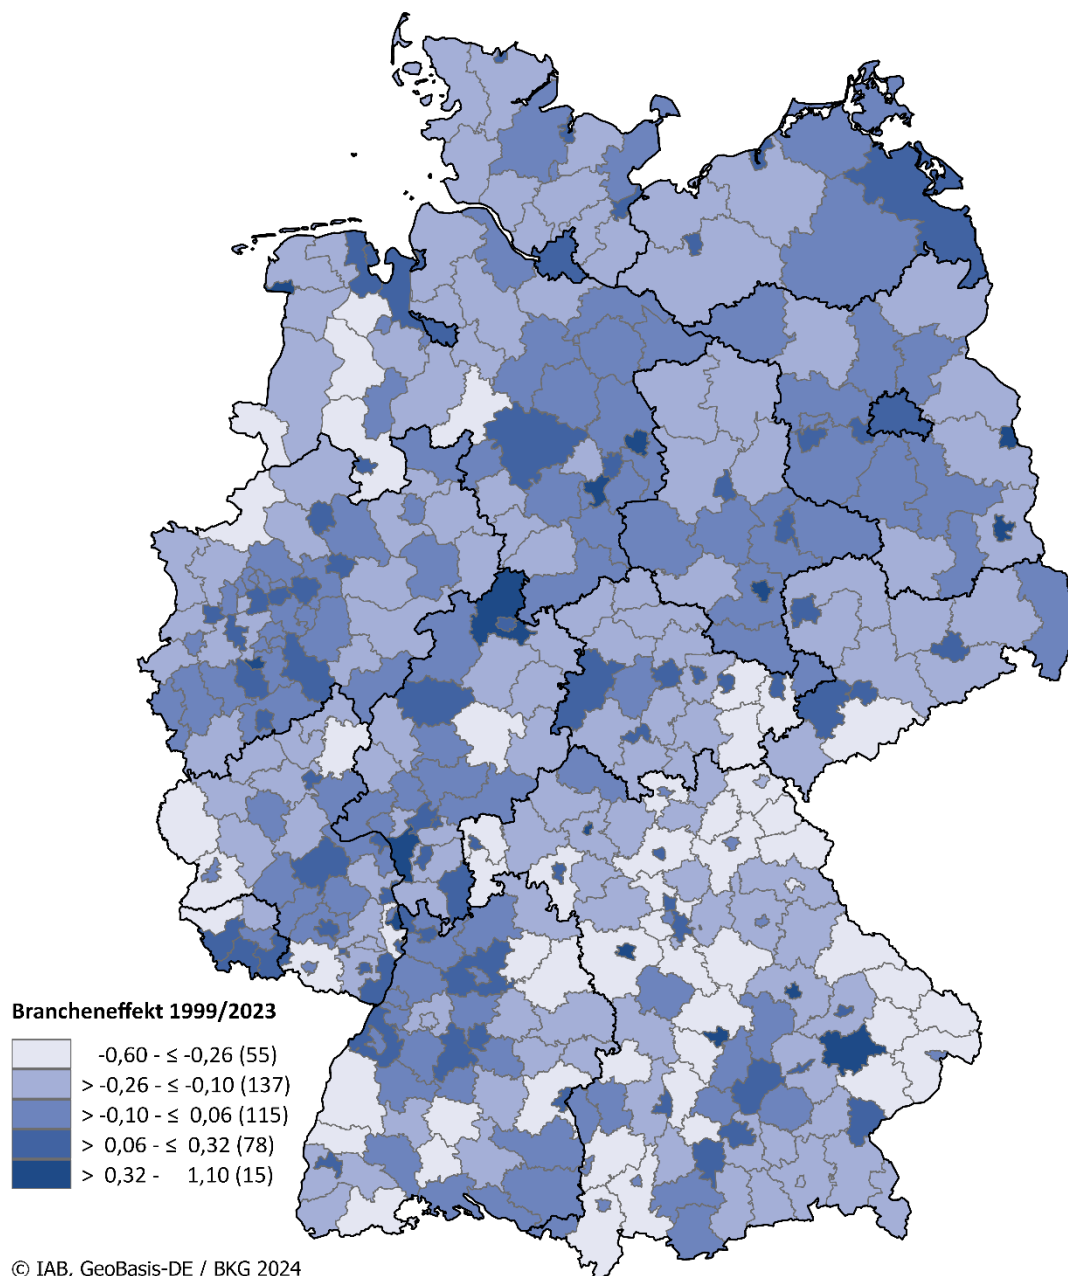 Brancheneffekt 1999/2023
-0,60 - ≤ -0,26 (55)
> -0,26 - ≤ -0,10 (137)
> -0,10 - ≤ 0,06 (115)
> 0,06 - ≤ 0,32 (78)
> 0,32 - 1,10 (15)
© IAB, GeoBasis-DE / BKG 2024